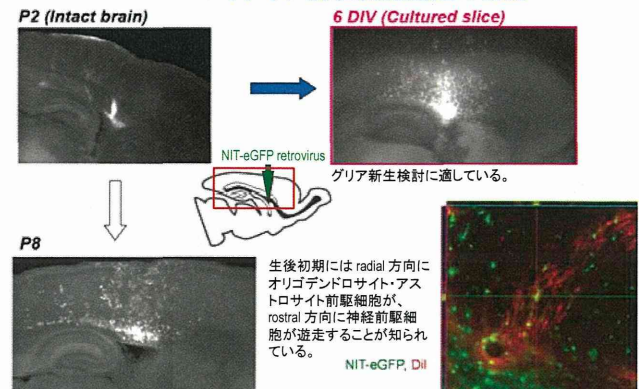 P2 (Intact brain)
6 DIV (Cultured slice)
NIT-eGFP retrovirus
グリア新生検討に適している。
P8
生後初期には radial 方向に
オリゴデンドロサイト・アス
トロサイト前駆細胞が、
rostral 方向に神経前駆細
胞が遊走することが知られ
ている。
NIT-eGFP, DiI